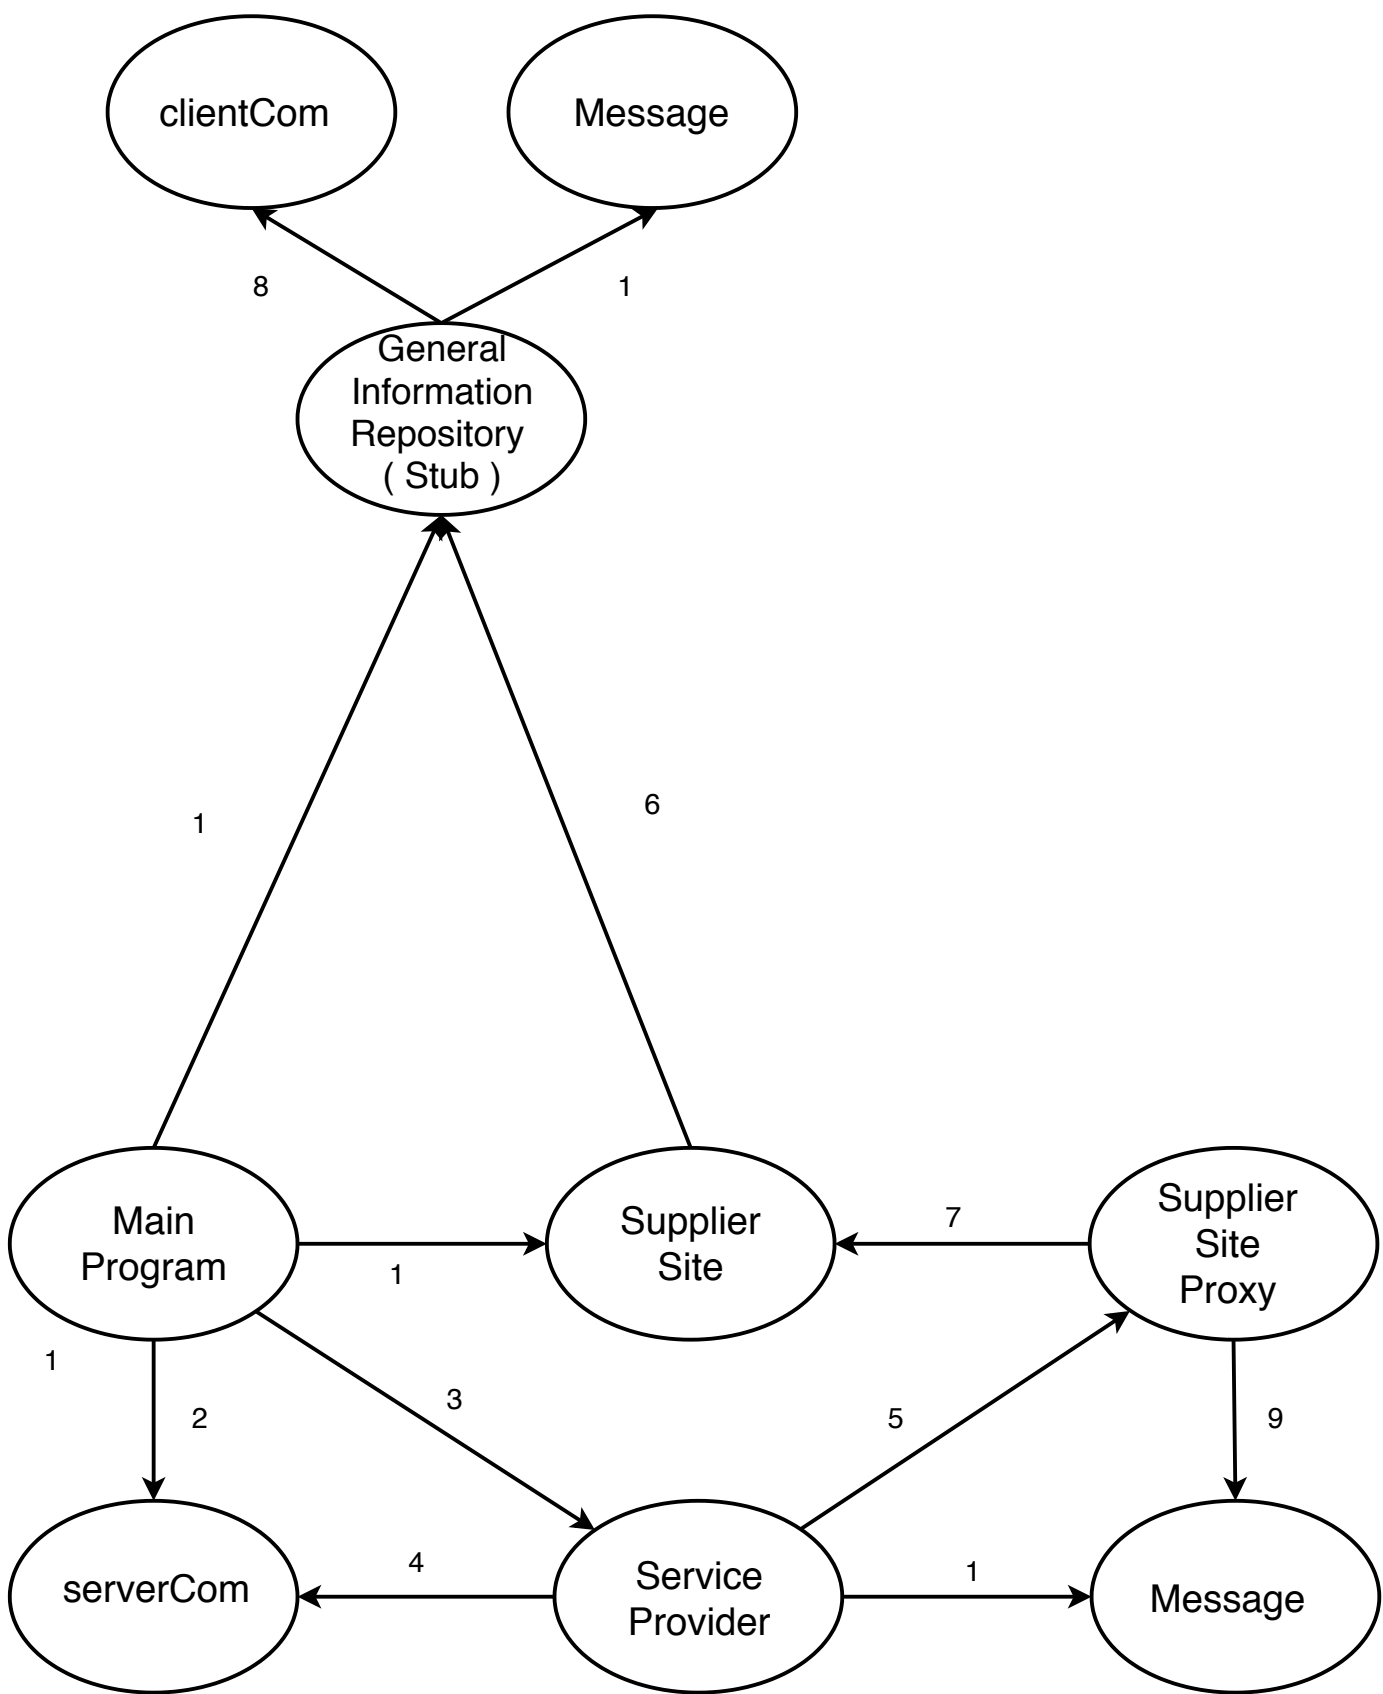 clientCom
Message
8
1
General
Information
Repository
( Stub )
1
6
Main
Program
1
Supplier
Site
7
Supplier
Site
Proxy
1
2
3
5
9
serverCom
4
Service
Provider
1
Message